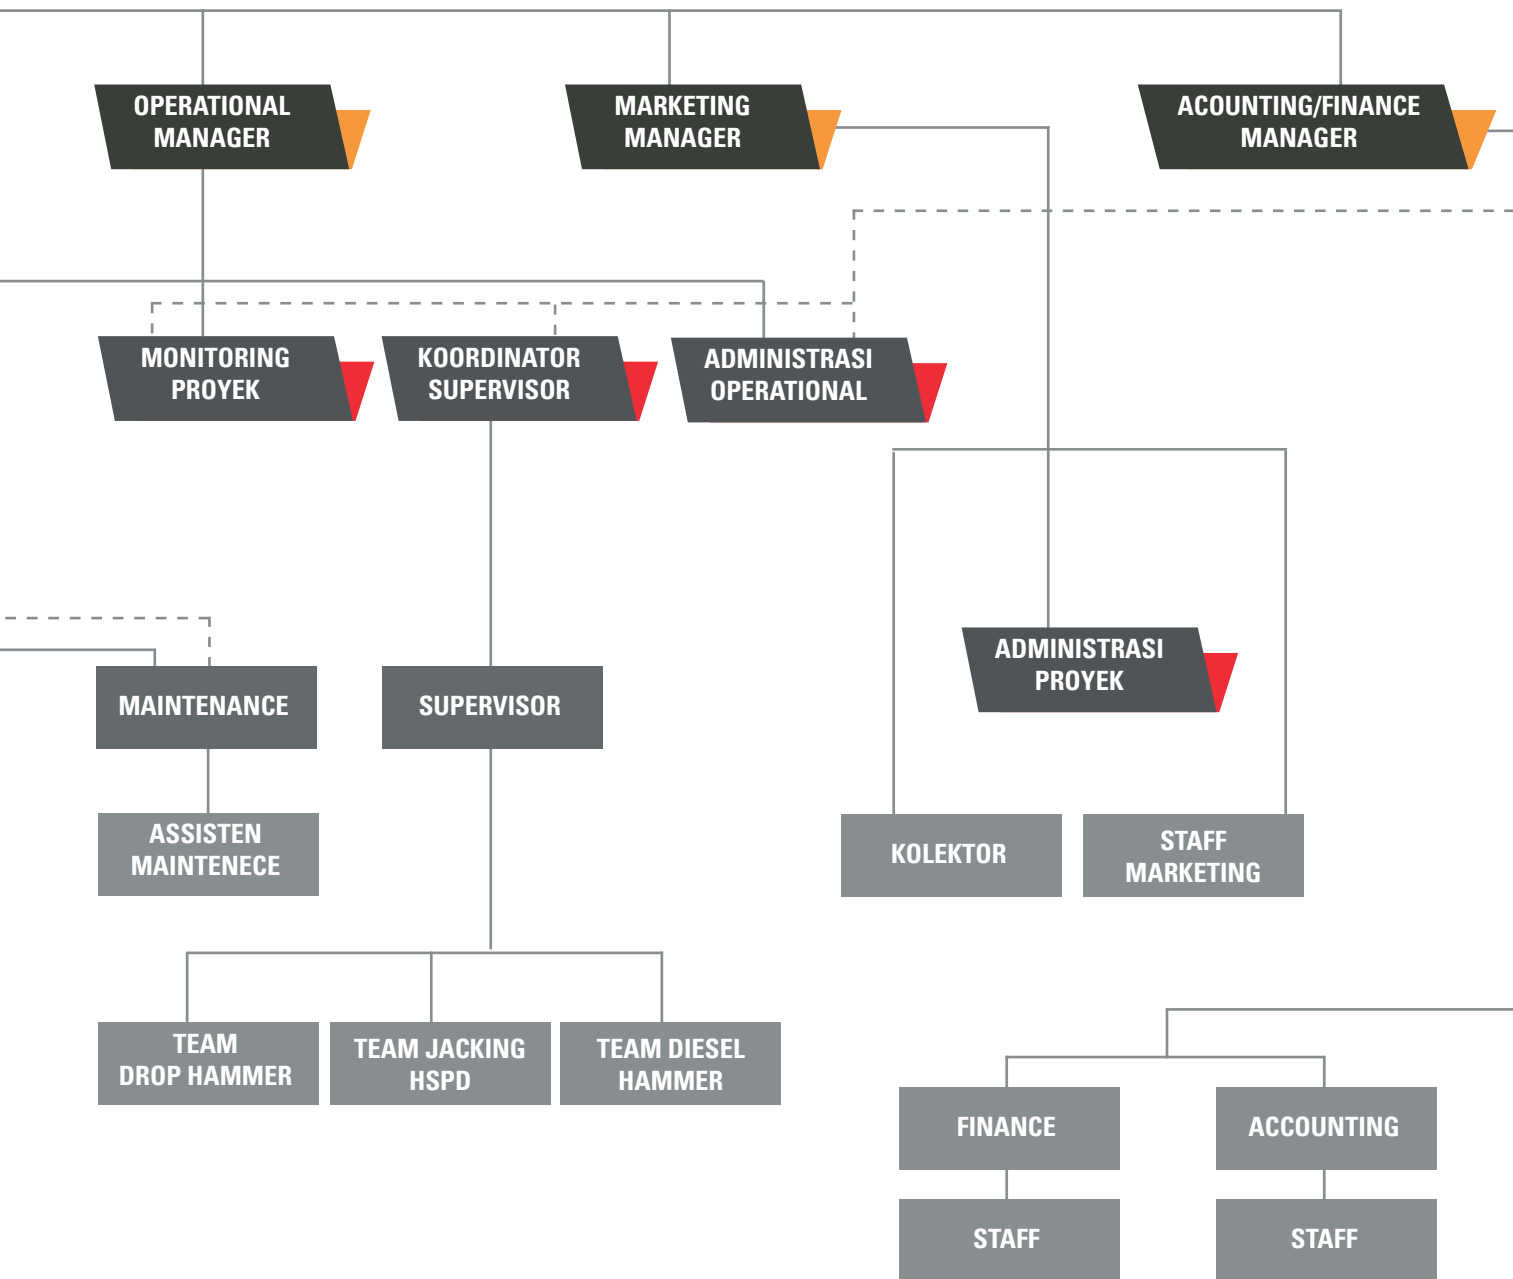 OPERATIONAL
MANAGER
MARKETING
MANAGER
ACOUNTING/FINANCE
MANAGER
MONITORING
PROYEK
KOORDINATOR
SUPERVISOR
ADMINISTRASI
OPERATIONAL
ADMINISTRASI
PROYEK
MAINTENANCE
SUPERVISOR
ASSISTEN
MAINTENECE
KOLEKTOR
STAFF
MARKETING
TEAM
DROP HAMMER
TEAM JACKING
HSPD
TEAM DIESEL
HAMMER
FINANCE
ACCOUNTING
STAFF
STAFF